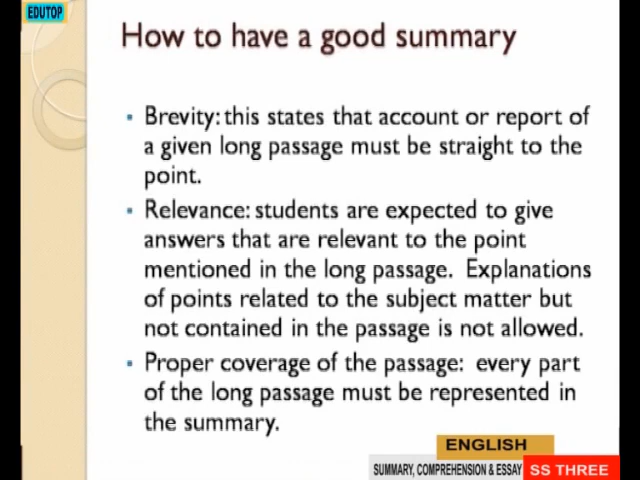 EDUTOP
How to have a good summary
Brevity: this states that account or report of
a given long passage must be straight to the
point.
Relevance: students are expected to give
answers that are relevant to the point
mentioned in the long passage. Explanations
of points related to the subject matter but
not contained in the passage is not allowed.
Proper coverage of the passage: every part
of the long passage must be represented in
the summary.
ENGLISH
SUMMARY, COMPREHENSION & ESSAY SS THREE